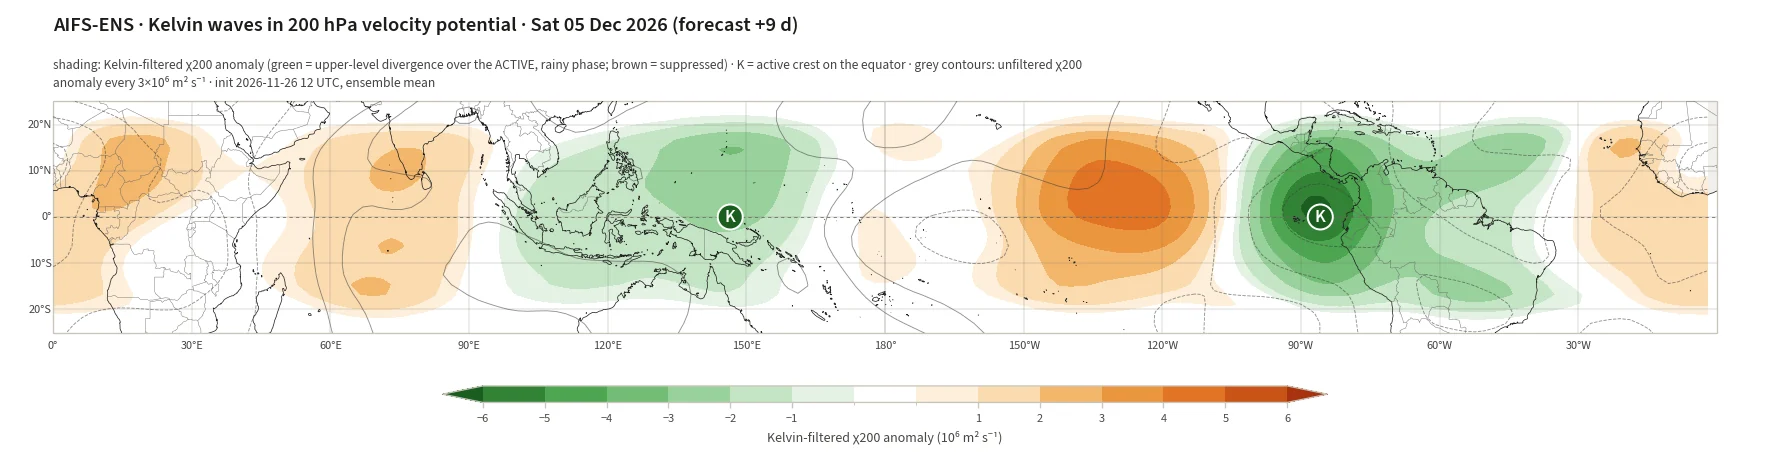 AIFS-ENS · Kelvin waves in 200 hPa velocity potential · Sat 05 Dec 2026 (forecast +9 d)
shading: Kelvin-filtered χ200 anomaly (green = upper-level divergence over the ACTIVE, rainy phase; brown = suppressed) · K = active crest on the equator · grey contours: unfiltered χ200
anomaly every 3×10⁶ m² s⁻¹ · init 2026-11-26 12 UTC, ensemble mean
20°N
10°N
0°
10°S
20°S
K K
0° 30°E 60°E 90°E 120°E 150°E 180° 150°W 120°W 90°W 60°W 30°W
−6 −5 −4 −3 −2 −1 1 2 3 4 5 6
Kelvin-filtered χ200 anomaly (10⁶ m² s⁻¹)